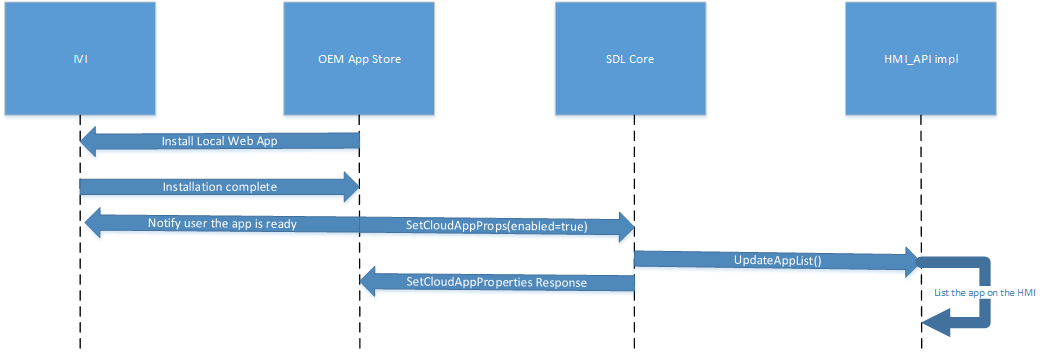 IVI
OEM App Store
SDL Core
HMI_API impl
Install Local Web App
Installation complete
Notify user the app is ready
SetCloudAppProps(enabled=true)
UpdateAppList()
SetCloudAppProperties Response
List the app on the HMI